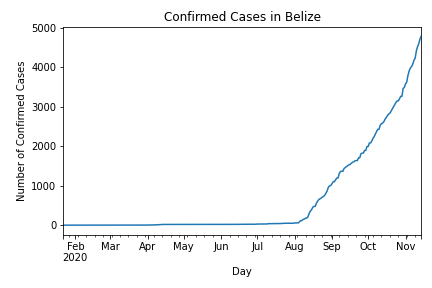 Confirmed Cases in Belize
5000
4000
3000
2000
1000
0
Number of Confirmed Cases
Feb Mar Apr May Jun Jul Aug Sep Oct Nov
2020
Day